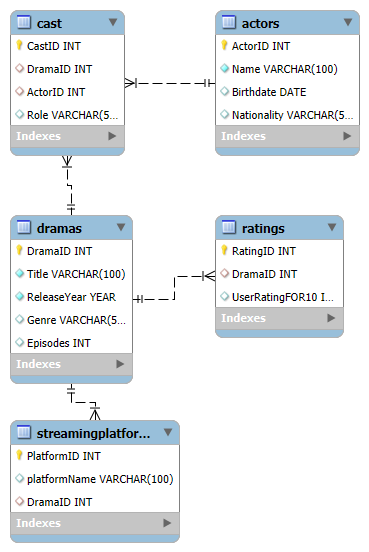 cast
CastID INT
DramaID INT
ActorID INT
Role VARCHAR(5...
Indexes
actors
ActorID INT
Name VARCHAR(100)
Birthdate DATE
Nationality VARCHAR(5...
Indexes
dramas
DramaID INT
Title VARCHAR(100)
ReleaseYear YEAR
Genre VARCHAR(5...
Episodes INT
Indexes
ratings
RatingID INT
DramaID INT
UserRatingFOR10 I...
Indexes
streamingplatfor...
PlatformID INT
platformName VARCHAR(100)
DramaID INT
Indexes